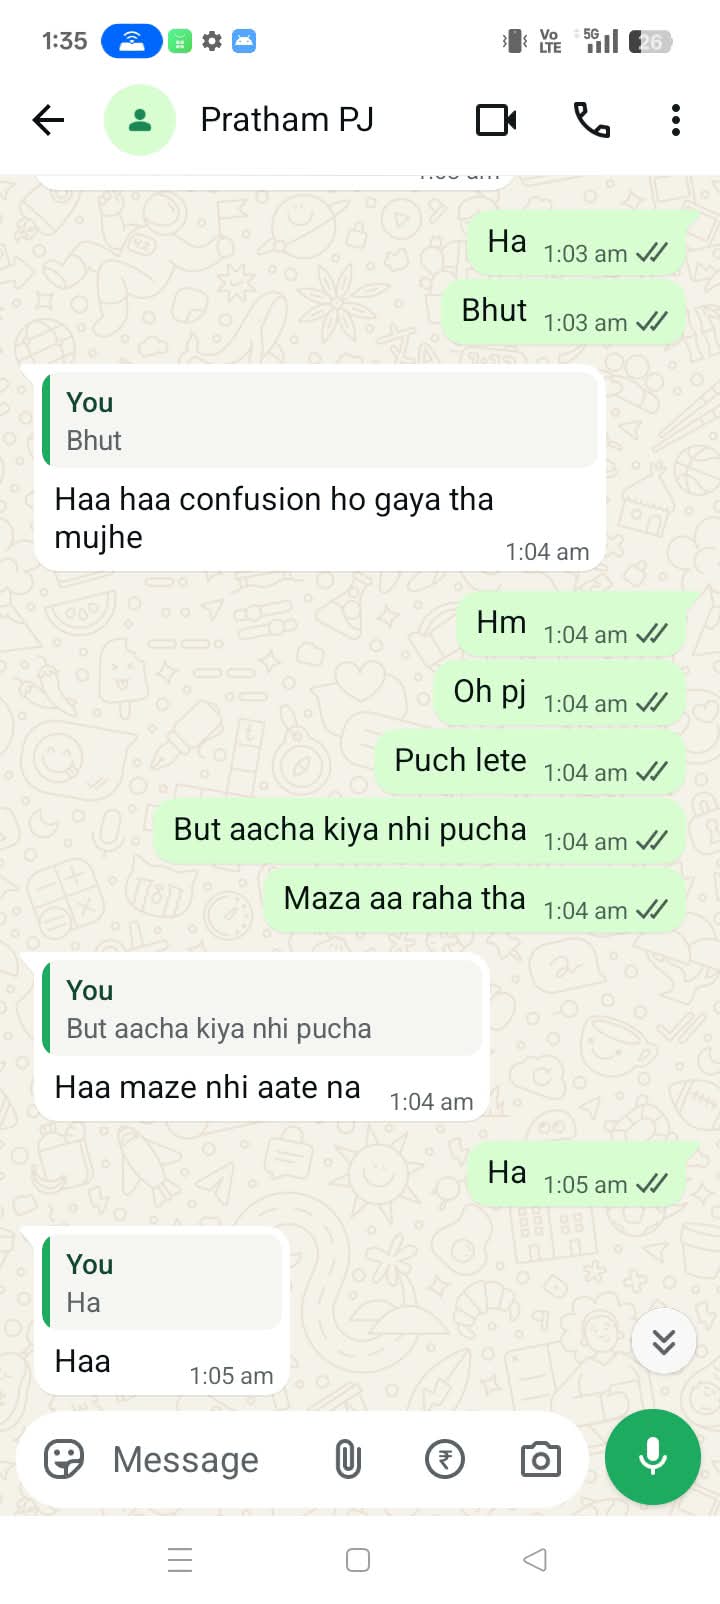 1:35
Vo
LTE
5G
26
Pratham PJ
Ha 1:03 am
Bhut 1:03 am
You
Bhut
Haa haa confusion ho gaya tha
mujhe
1:04 am
Hm 1:04 am
Oh pj 1:04 am
Puch lete 1:04 am
But aacha kiya nhi pucha 1:04 am
Maza aa raha tha 1:04 am
You
But aacha kiya nhi pucha
Haa maze nhi aate na 1:04 am
Ha 1:05 am
You
Ha
Haa 1:05 am
Message